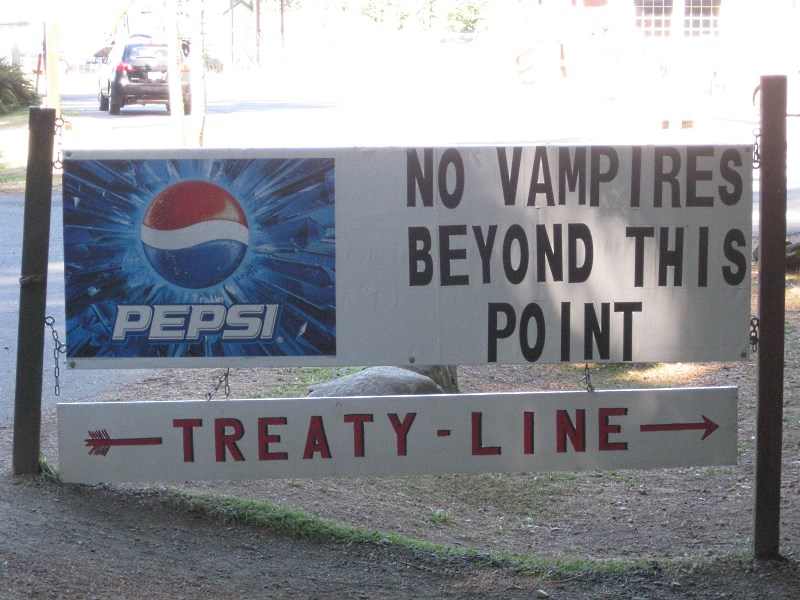 PEPSI
NO VAMPIRES
BEYOND THIS
POINT
TREATY-LINE